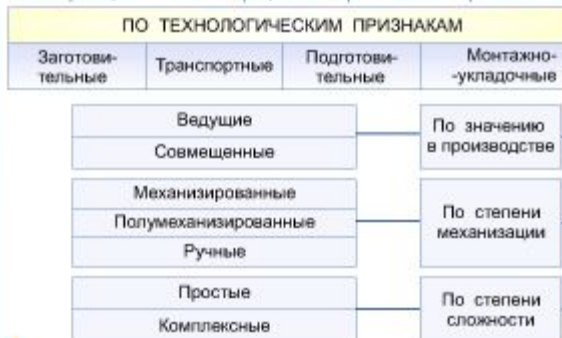 ПО ТЕХНОЛОГИЧЕСКИМ ПРИЗНАКАМ
Заготови-
тельные
Транспортные
Подготови-
тельные
Монтажно-
-укладочные
Ведущие
Совмещенные
По значению
в производстве
Механизированные
Полумеханизированные
Ручные
По степени
механизации
Простые
Комплексные
По степени
сложности